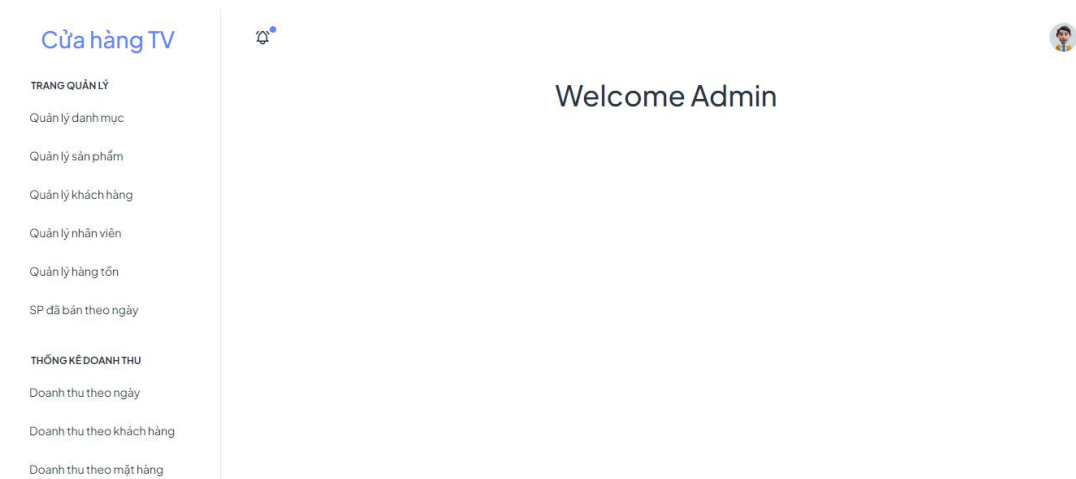 Cửa hàng TV
TRANG QUẢN LÝ
Quản lý danh mục
Quản lý sản phẩm
Quản lý khách hàng
Quản lý nhân viên
Quản lý hàng tồn
SP đã bán theo ngày
THỐNG KÊ DOANH THU
Doanh thu theo ngày
Doanh thu theo khách hàng
Doanh thu theo mặt hàng
Welcome Admin